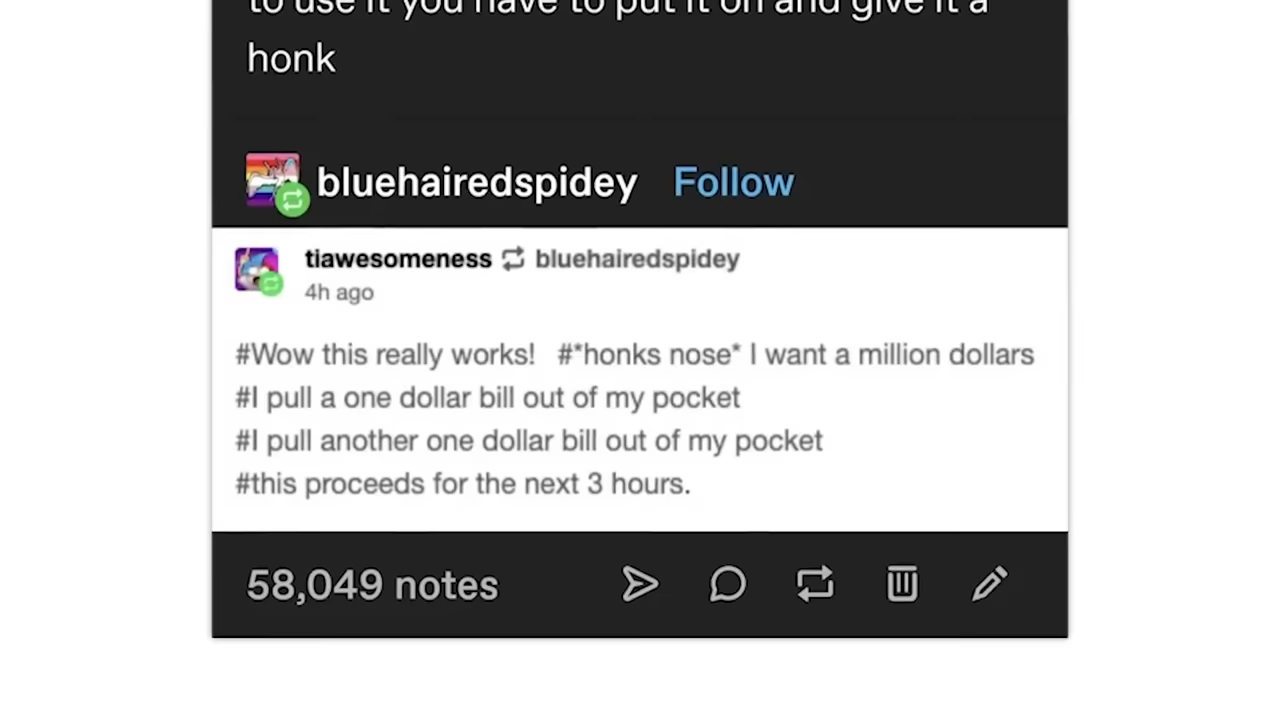 to use it you have to put it on and give it a
honk
bluehairedspidey Follow
tiawesomeness bluehairedspidey
4h ago
#Wow this really works! #*honks nose* I want a million dollars
#I pull a one dollar bill out of my pocket
#I pull another one dollar bill out of my pocket
#this proceeds for the next 3 hours.
58,049 notes